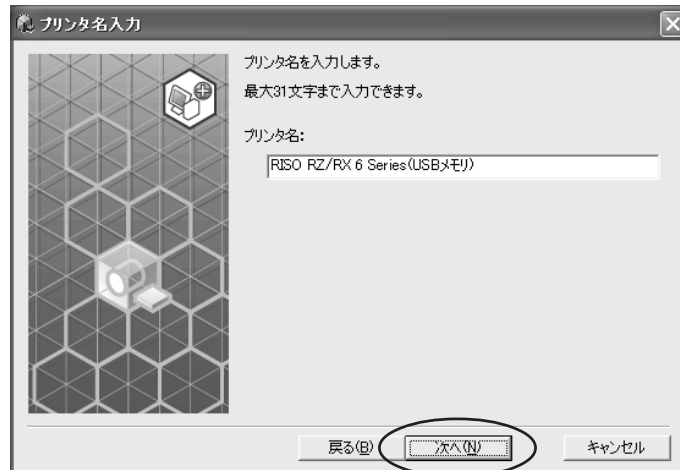 プリンタ名入力
プリンタ名を入力します。
最大31文字まで入力できます。
プリンタ名:
RISO RZ/RX 6 Series(USBメモリ)
戻る(B) 次へ(N) キャンセル